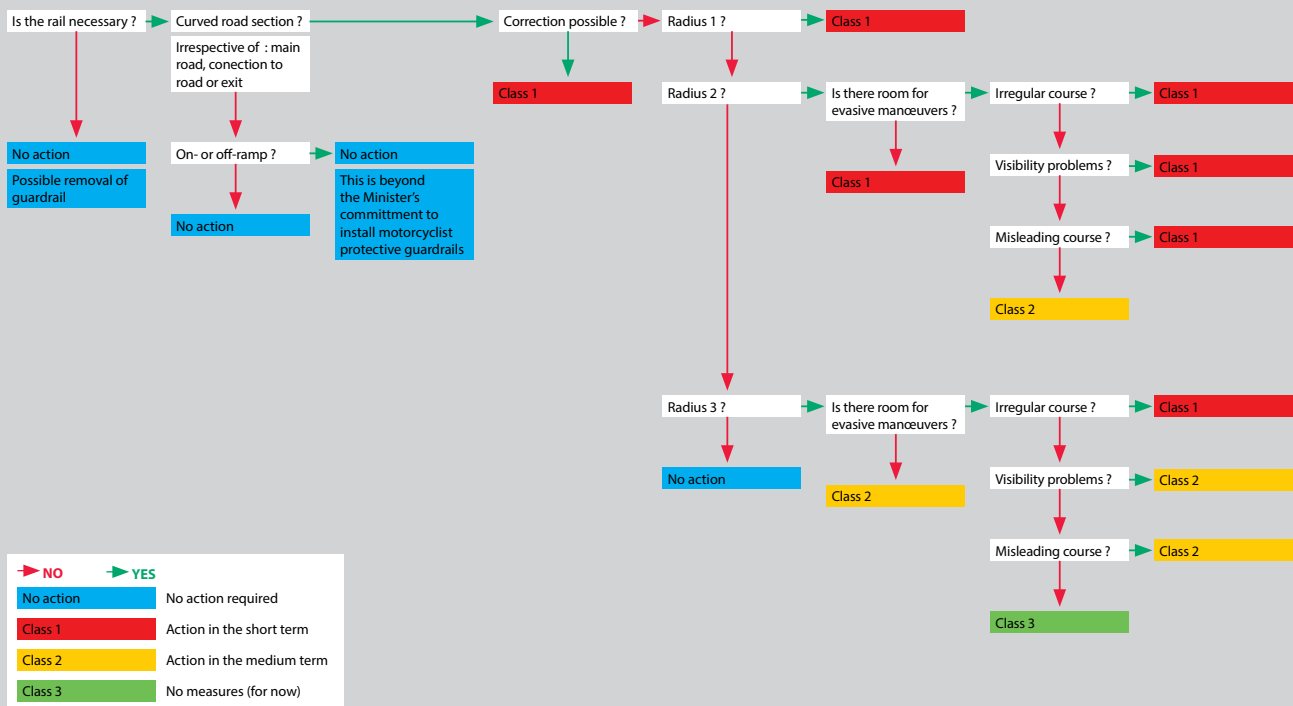 Is the rail necessary ?
Curved road section ?
Correction possible ?
Radius 1 ?
Class 1
Irrespective of : main
road, conection to
road or exit
Class 1
Radius 2 ?
Is there room for
evasive manœuvers ?
Irregular course ?
Class 1
No action
Possible removal of
guardrail
On- or off-ramp ?
No action
This is beyond
the Minister's
committment to
install motorcyclist
protective guardrails
No action
Class 1
Visibility problems ?
Class 1
Misleading course ?
Class 1
Class 2
Radius 3 ?
Is there room for
evasive manœuvers ?
Irregular course ?
Class 1
No action
Class 2
Visibility problems ?
Class 2
Misleading course ?
Class 2
Class 3
NO YES
No action No action required
Class 1 Action in the short term
Class 2 Action in the medium term
Class 3 No measures (for now)